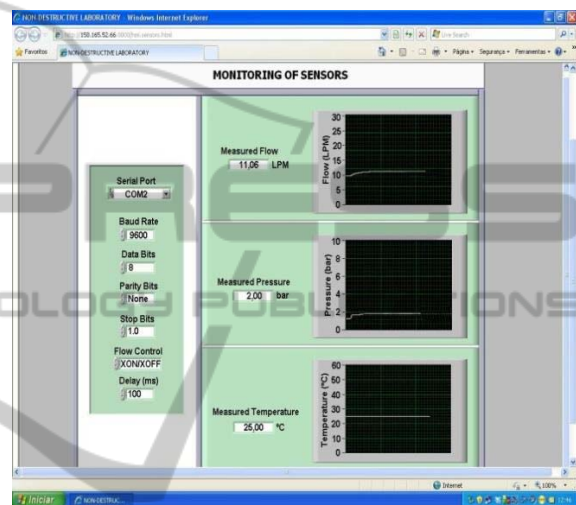 NON-DESTRUCTIVE LABORATORY - Windows Internet Explorer
Live Search
Favoritos
NON-DESTRUCTIVE LABORATORY
Página
Segurança
Ferramentas
MONITORING OF SENSORS
Serial Port
COM2
Baud Rate
9600
Data Bits
8
Parity Bits
None
Stop Bits
1.0
Flow Control
XON/XOFF
Delay (ms)
100
Measured Flow
11,06 LPM
Flow (LPM)
30
25
20
15
10
5
0
Measured Pressure
2,00 bar
Pressure (bar)
10
8
6
4
2
0
Measured Temperature
25,00 °C
Temperature (°C)
60
50
40
30
20
10
0
Internet
100%
Iniciar
NON-DESTRUC...
12:46